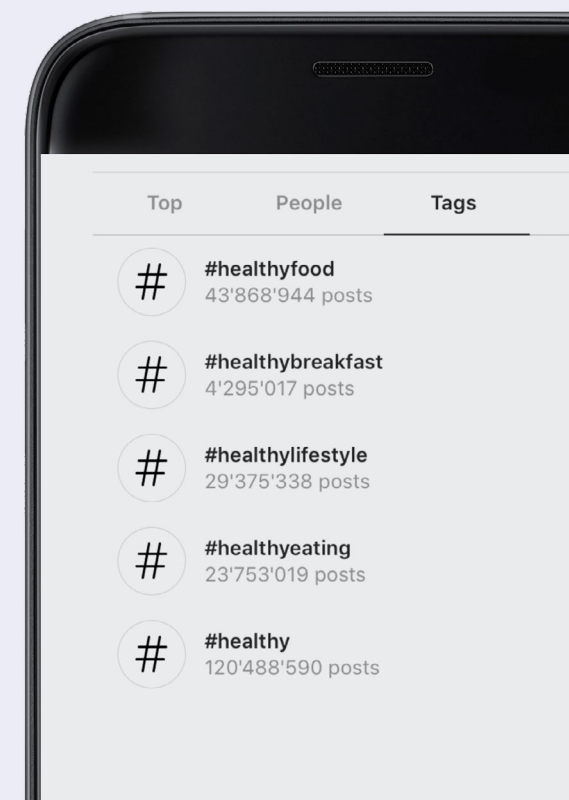 Top People Tags
#healthyfood
43'868'944 posts
#healthybreakfast
4'295'017 posts
#healthylifestyle
29'375'338 posts
#healthyeating
23'753'019 posts
#healthy
120'488'590 posts